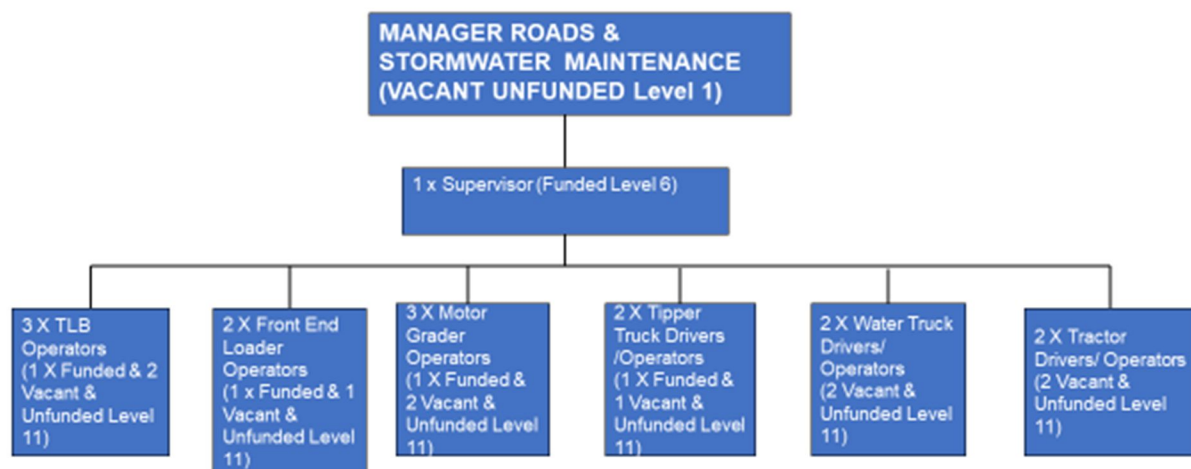 MANAGER ROADS &
STORMWATER MAINTENANCE
(VACANT UNFUNDED Level 1)
1 x Supervisor (Funded Level 6)
3 X TLB
Operators
(1 X Funded & 2
Vacant &
Unfunded Level
11)
2 X Front End
Loader
Operators
(1 x Funded & 1
Vacant &
Unfunded Level
11)
3 X Motor
Grader
Operators
(1 X Funded &
2 Vacant &
Unfunded Level
11)
2 X Tipper
Truck Drivers
/Operators
(1 X Funded &
1 Vacant &
Unfunded Level
11)
2 X Water Truck
Drivers/
Operators
(2 Vacant &
Unfunded Level
11)
2 X Tractor
Drivers/ Operators
(2 Vacant &
Unfunded Level
11)